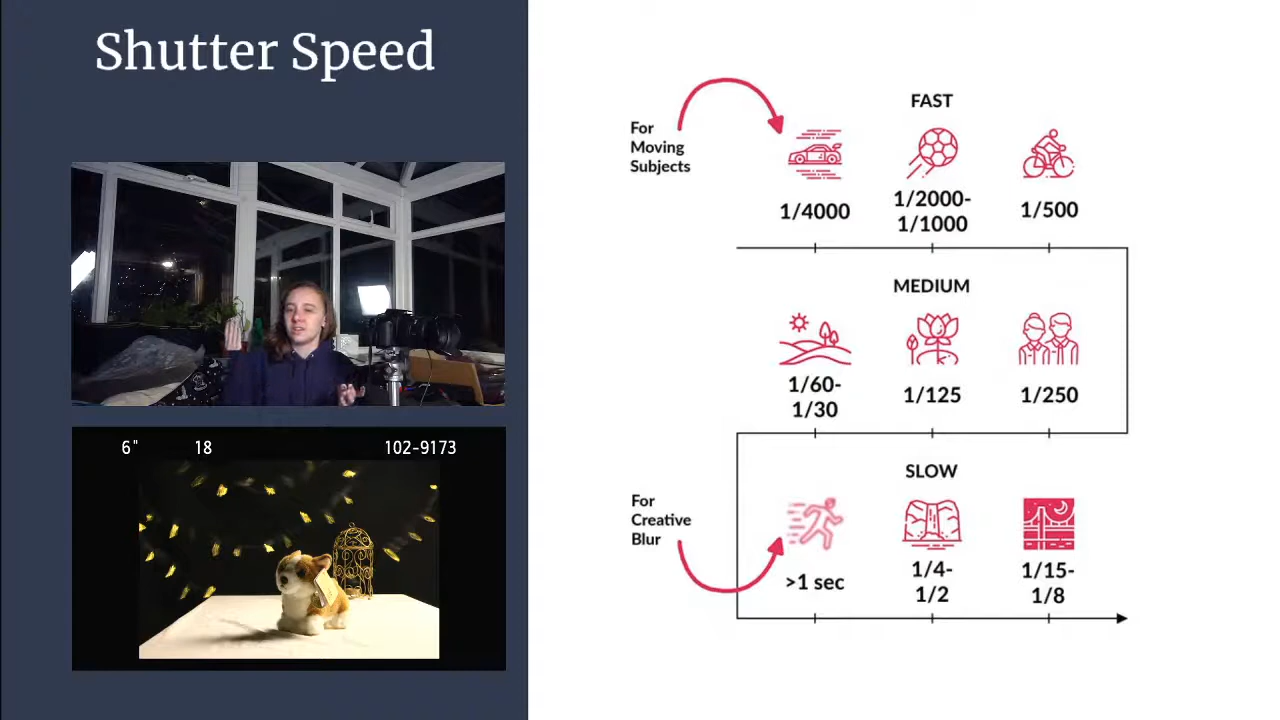 Shutter Speed
6" 18 102-9173
For
Moving
Subjects
FAST
1/4000
1/2000-
1/1000
1/500
MEDIUM
1/60-
1/30
1/125
1/250
For
Creative
Blur
SLOW
>1 sec
1/4-
1/2
1/15-
1/8